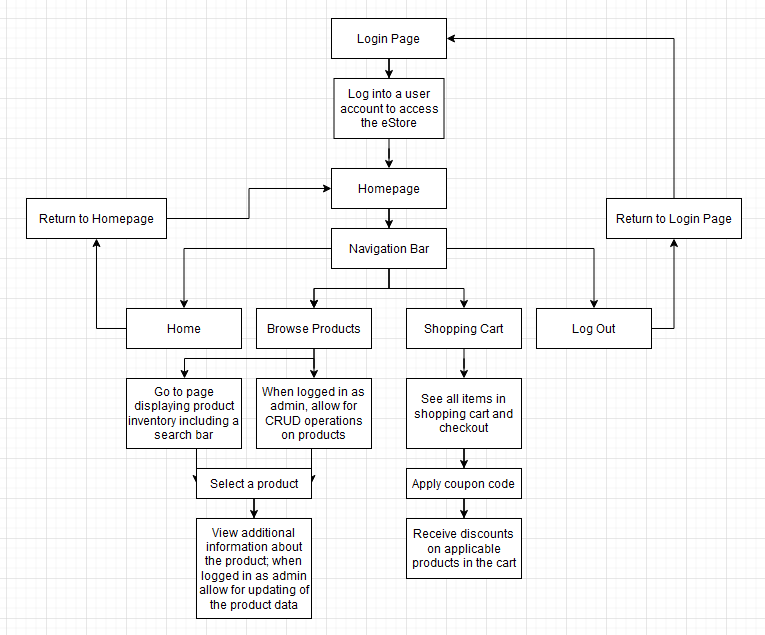 Login Page
Log into a user
account to access
the eStore
Homepage
Return to Homepage
Return to Login Page
Navigation Bar
Home
Browse Products
Shopping Cart
Log Out
Go to page
displaying product
inventory including a
search bar
When logged in as
admin, allow for
CRUD operations
on products
See all items in
shopping cart and
checkout
Select a product
Apply coupon code
View additional
information about
the product; when
logged in as admin
allow for updating of
the product data
Receive discounts
on applicable
products in the cart